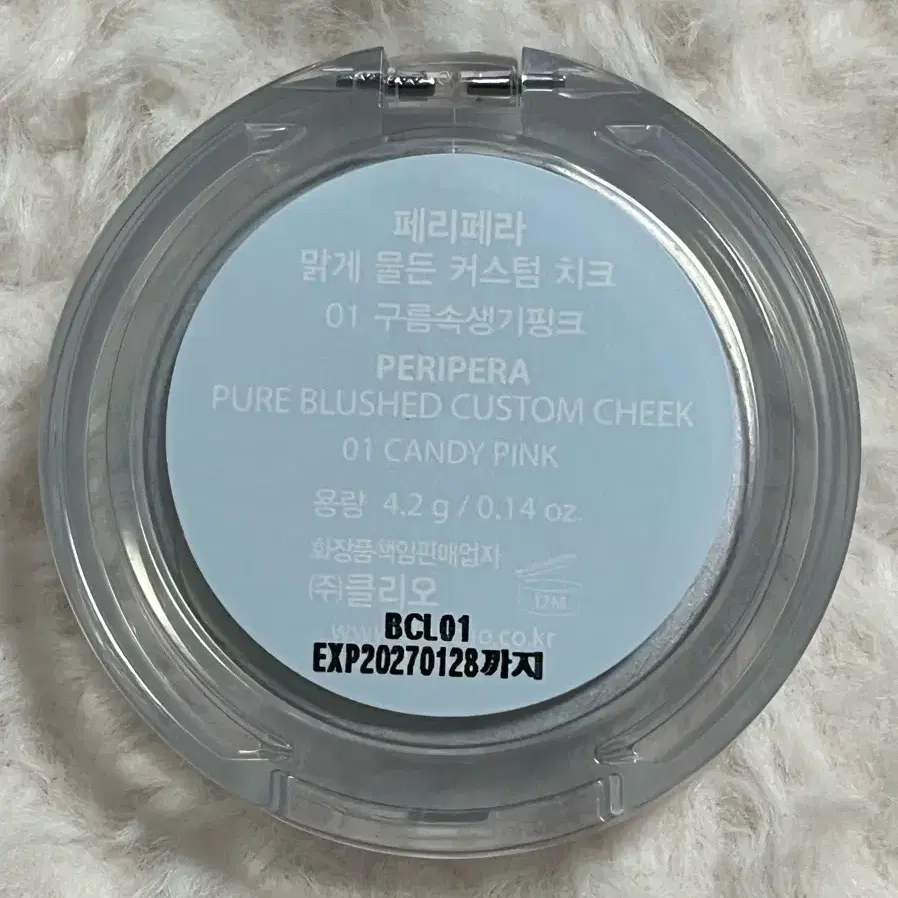 페리페라
맑게 물든 커스텀 치크
01 구름속생기핑크
PERIPERA
PURE BLUSHED CUSTOM CHEEK
01 CANDY PINK
용량 4.2 g / 0.14 oz.
화장품책임판매업자
(주)클리오
12M
BCL01
EXP20270128까지